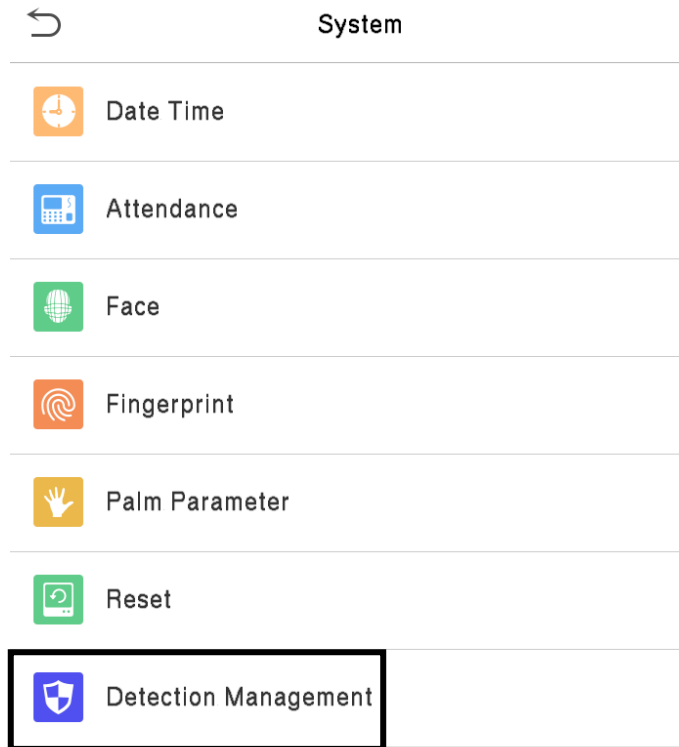 System
Date Time
Attendance
Face
Fingerprint
Palm Parameter
Reset
Detection Management